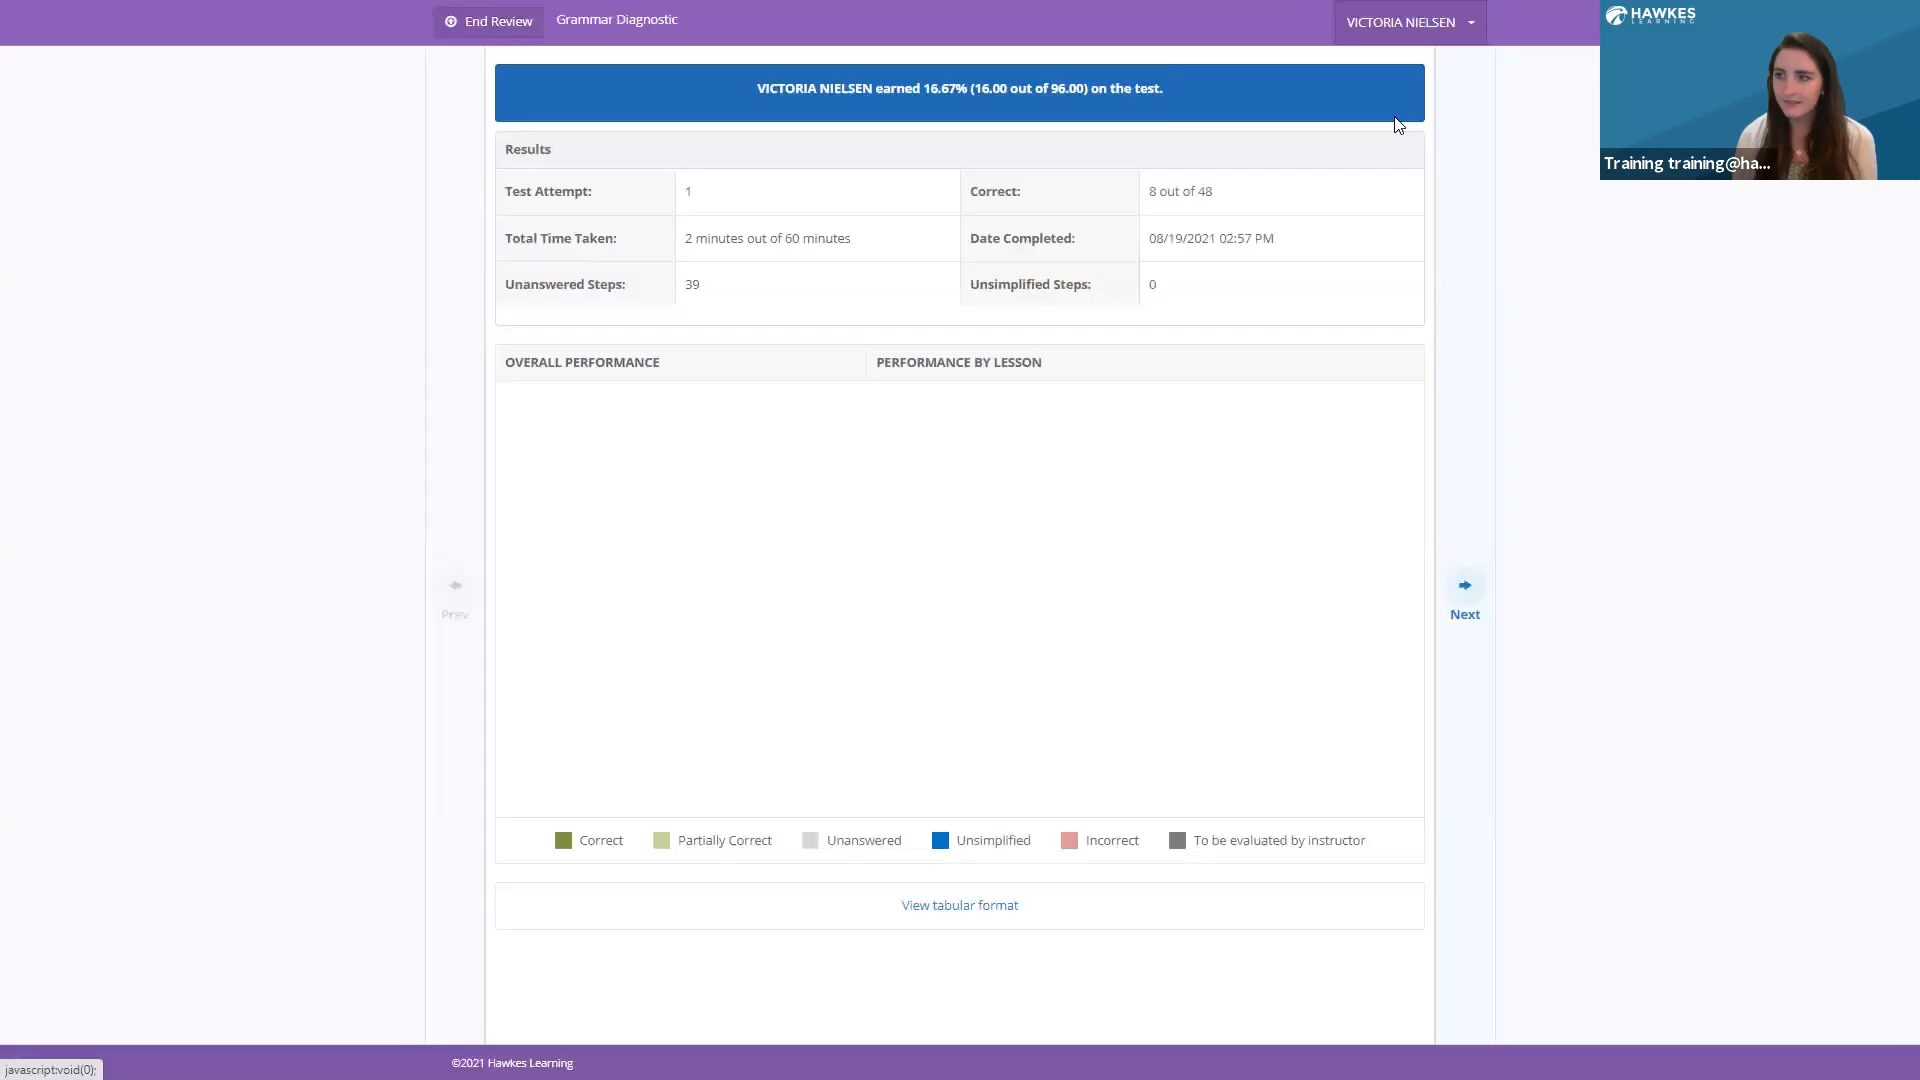 End Review
Grammar Diagnostic
VICTORIA NIELSEN
HAWKES
LEARNING
Training training@ha...
VICTORIA NIELSEN earned 16.67% (16.00 out of 96.00) on the test.
Results
Test Attempt: 1 Correct: 8 out of 48
Total Time Taken: 2 minutes out of 60 minutes Date Completed: 08/19/2021 02:57 PM
Unanswered Steps: 39 Unsimplified Steps: 0
OVERALL PERFORMANCE PERFORMANCE BY LESSON
Prev
Next
Correct Partially Correct Unanswered Unsimplified Incorrect To be evaluated by instructor
View tabular format
©2021 Hawkes Learning
javascript:void(0);